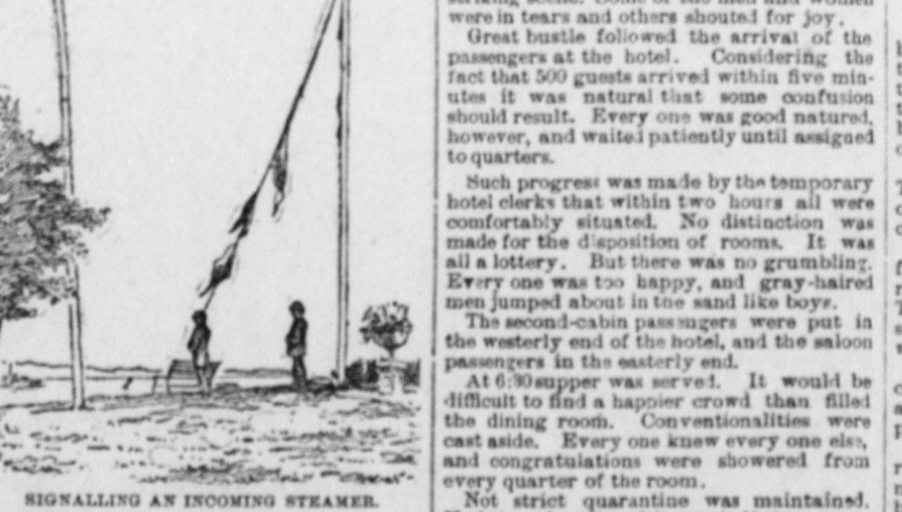 SIGNALLING AN INCOMING STEAMER.
were in tears and others shouted for joy.
Great bustle followed the arrival of the
passengers at the hotel. Considering the
fact that 500 guests arrived within five min-
utes it was natural that some confusion
should result. Every one was good natured,
however, and waited patiently until assigned
to quarters.
Such progress was made by the temporary
hotel clerks that within two hours all were
comfortably situated. No distinction was
made for the disposition of rooms. It was
all a lottery. But there was no grumbling.
Every one was too happy, and gray-haired
men jumped about in the sand like boys.
The second-cabin passengers were put in
the westerly end of the hotel, and the saloon
passengers in the easterly end.
At 6:30 supper was served. It would be
difficult to find a happier crowd than filled
the dining room. Conventionalities were
cast aside. Every one knew every one else,
and congratulations were showered from
every quarter of the room.
Not strict quarantine was maintained.